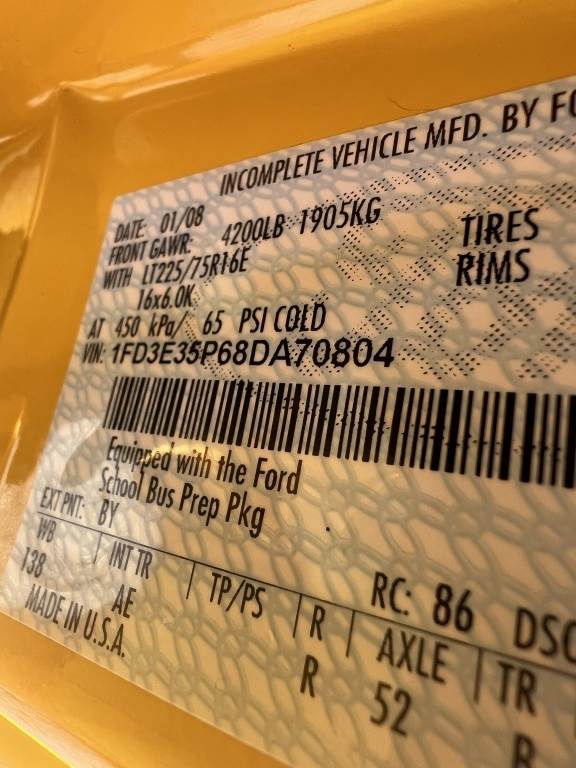 INCOMPLETE VEHICLE MFD. BY FO
DATE: 01/08
FRONT GAWR: 4200LB 1905KG
WITH LT225/75R16E TIRES
16x6.0K RIMS
AT 450 kPa/ 65 PSI COLD
VIN: 1FD3E35P68DA70804
Equipped with the Ford
School Bus Prep Pkg
EXT PNT: BY RC: 86 DSO
WB INT TR TP/PS R AXLE TR
138 AE R 52 R
MADE IN U.S.A.